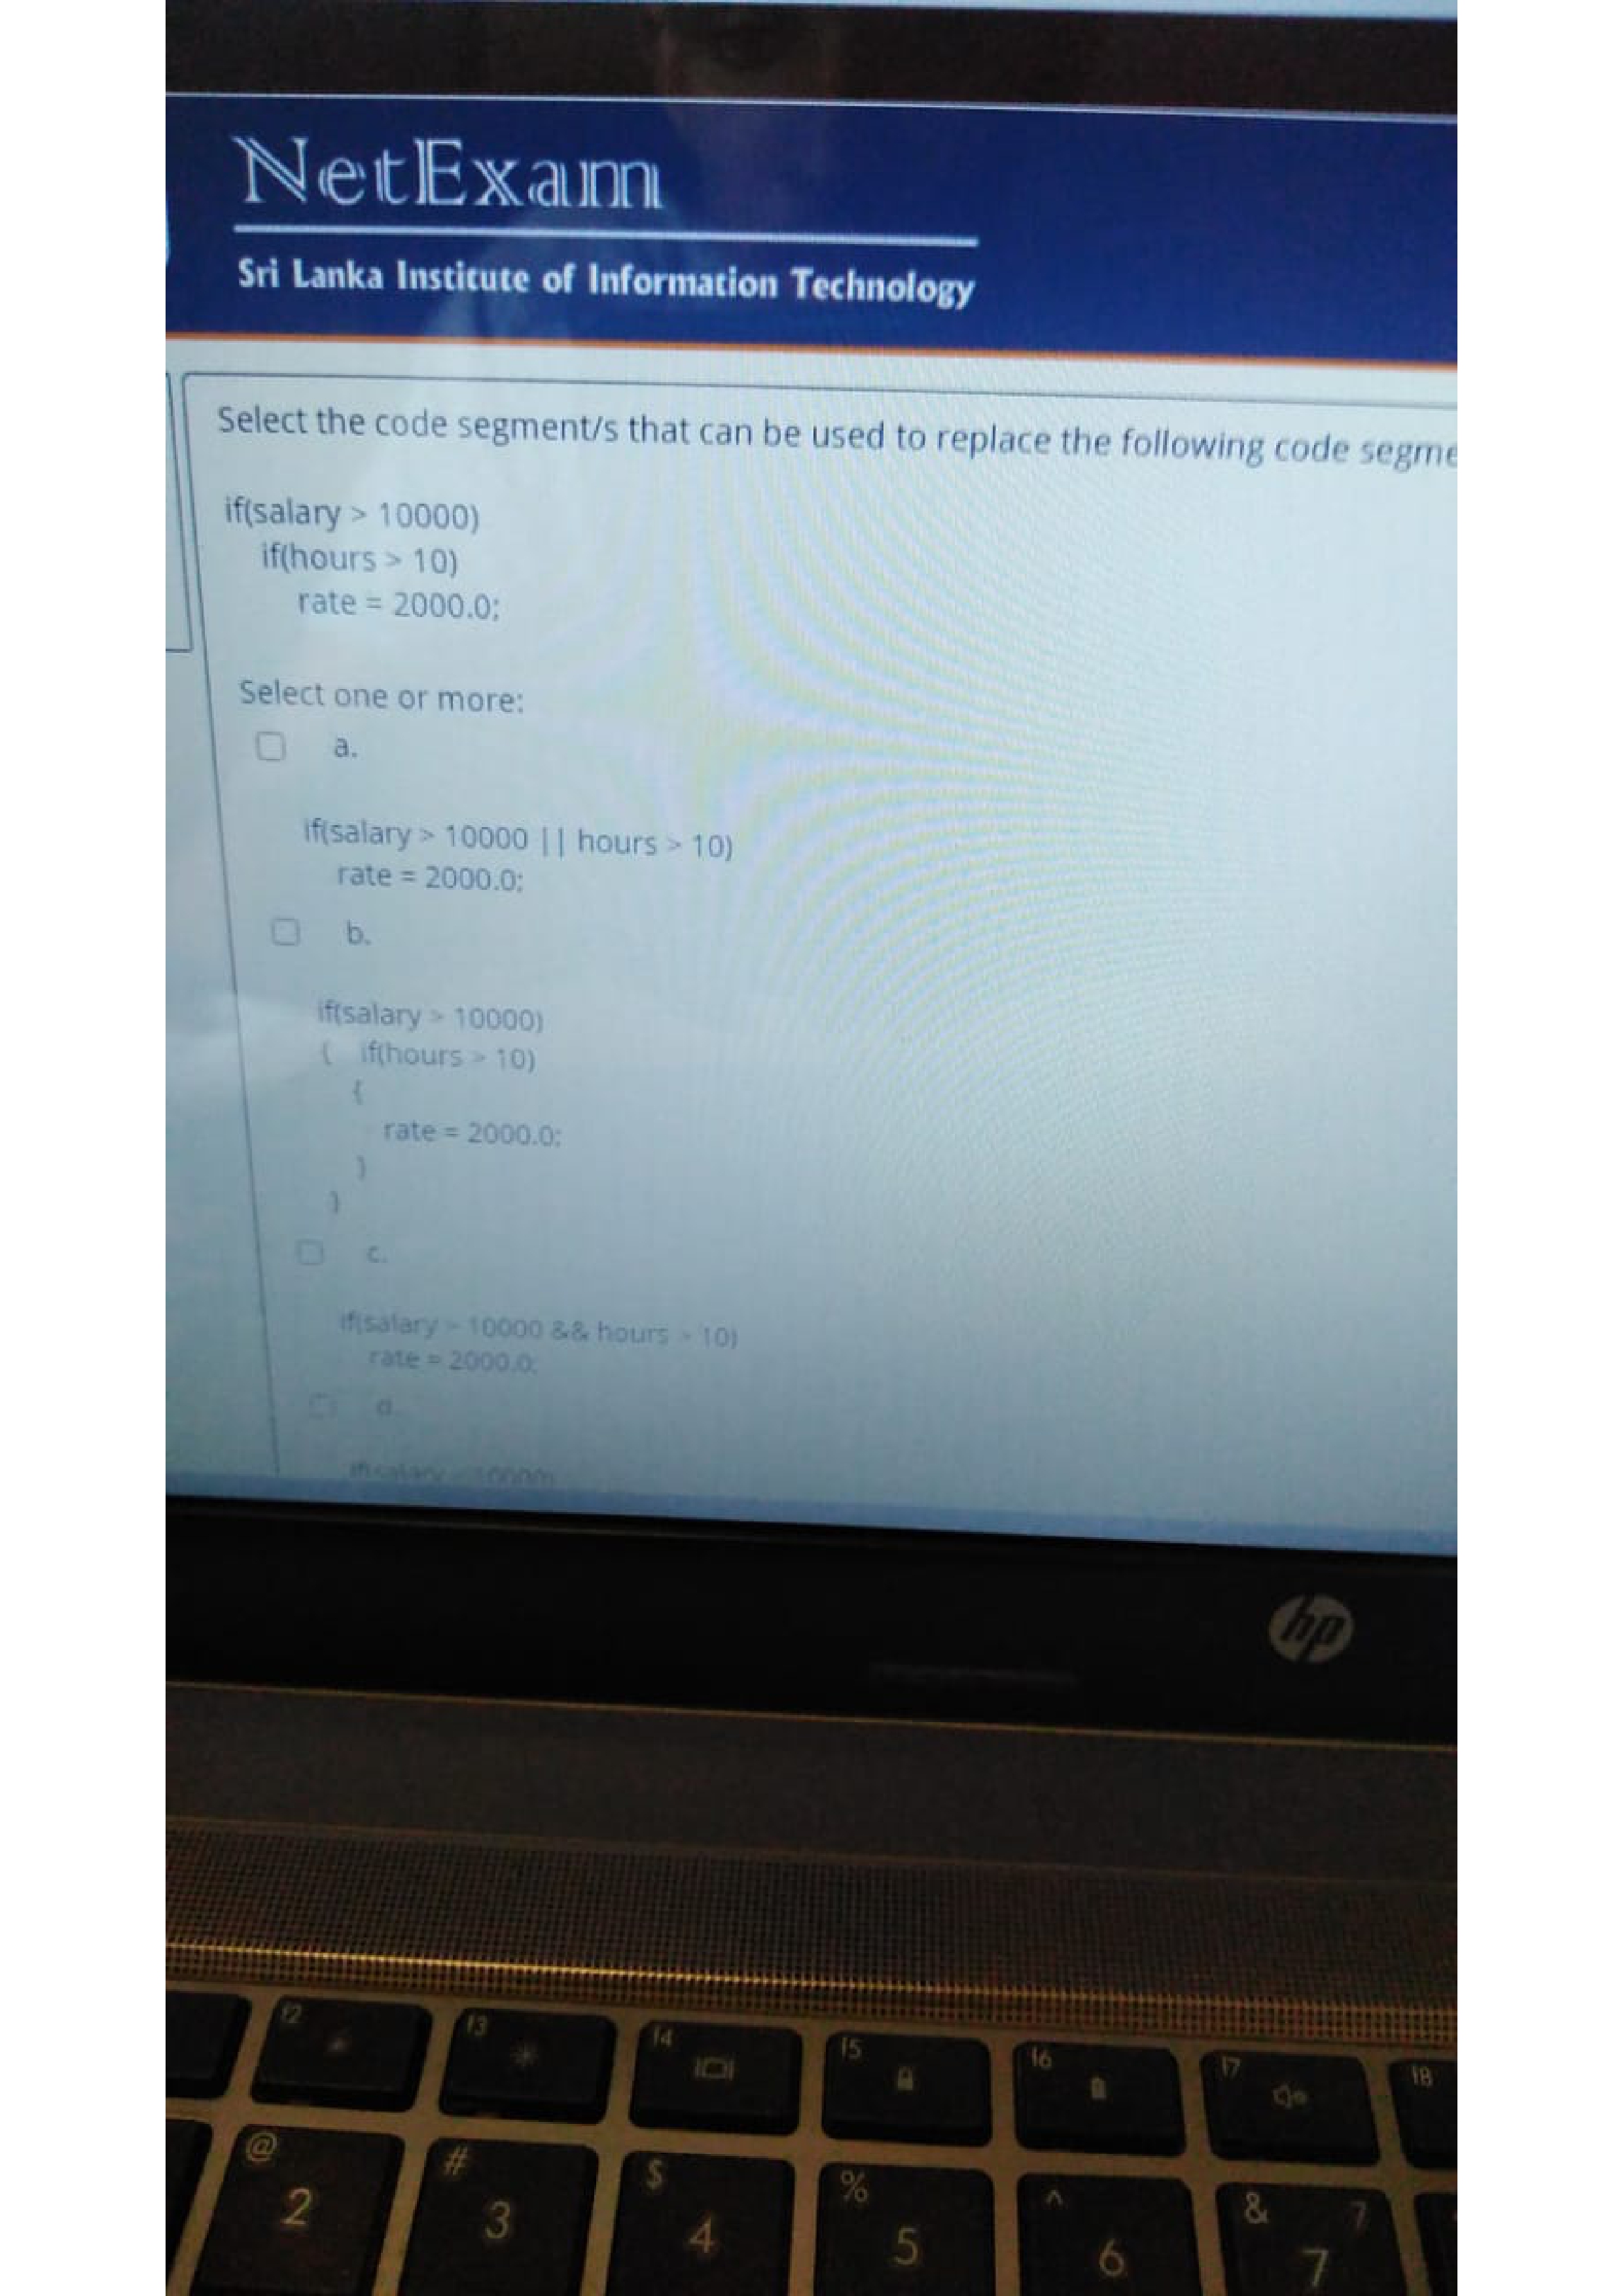 NetExam
Sri Lanka Institute of Information Technology
Select the code segment/s that can be used to replace the following code segme
if(salary > 10000)
if(hours > 10)
rate = 2000.0;
Select one or more:
a.
if(salary > 10000 || hours > 10)
rate = 2000.0;
b.
if(salary > 10000)
{ if(hours > 10)
{
rate = 2000.0;
}
}
c.
if(salary > 10000 && hours > 10)
rate = 2000.0;
d.
if(salary > 10000)
hp
f2
f3
f4
f5
f6
f7
f8
@
2
#
3
$
4
%
5
^
6
&
7
7